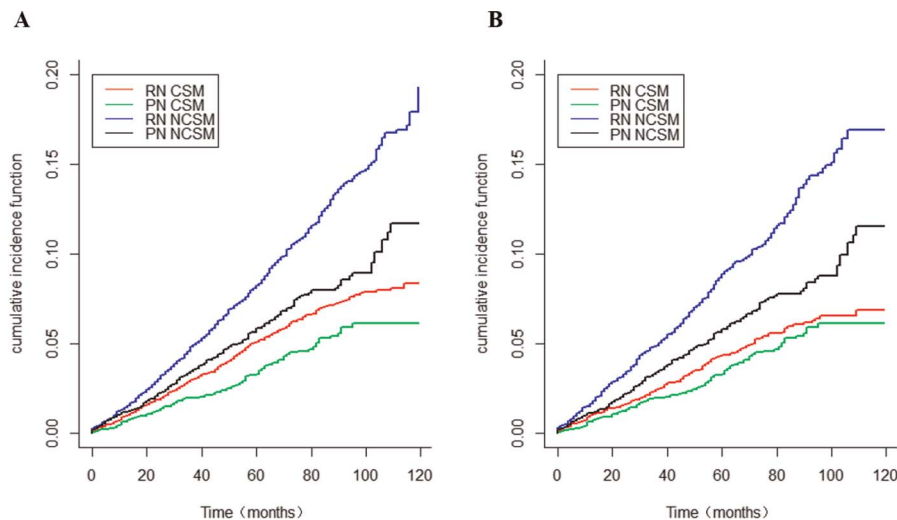 A
cumulative incidence function
0.20
0.15
0.10
0.05
0.00
RN CSM
PN CSM
RN NCSM
PN NCSM
0 20 40 60 80 100 120
Time（months）
B
cumulative incidence function
0.20
0.15
0.10
0.05
0.00
RN CSM
PN CSM
RN NCSM
PN NCSM
0 20 40 60 80 100 120
Time（months）